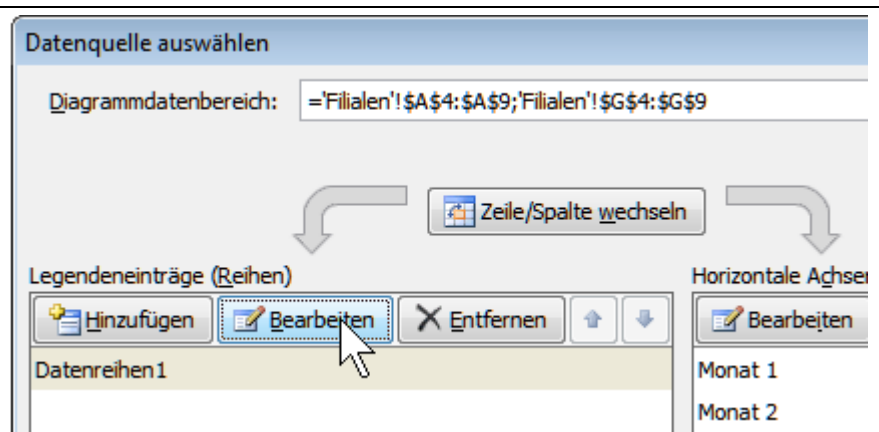 Datenquelle auswählen
Diagrammdatenbereich: ='Filialen'!$A$4:$A$9;'Filialen'!$G$4:$G$9
Zeile/Spalte wechseln
Legendeneinträge (Reihen) Horizontale Achsen
Hinzufügen Bearbeiten Entfernen Bearbeiten
Datenreihen1 Monat 1
Monat 2